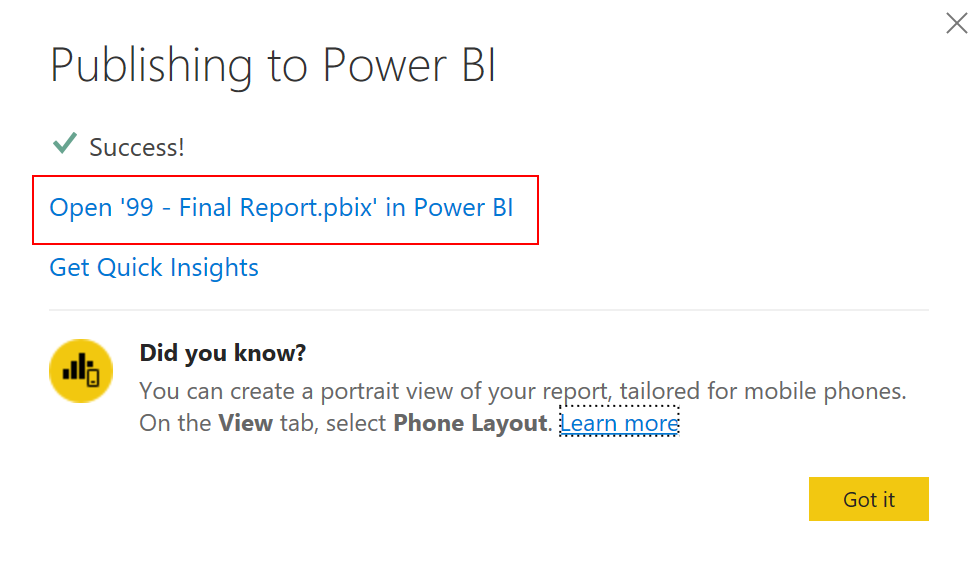 Publishing to Power BI
Success!
Open '99 - Final Report.pbix' in Power BI
Get Quick Insights
Did you know?
You can create a portrait view of your report, tailored for mobile phones.
On the View tab, select Phone Layout. Learn more
Got it